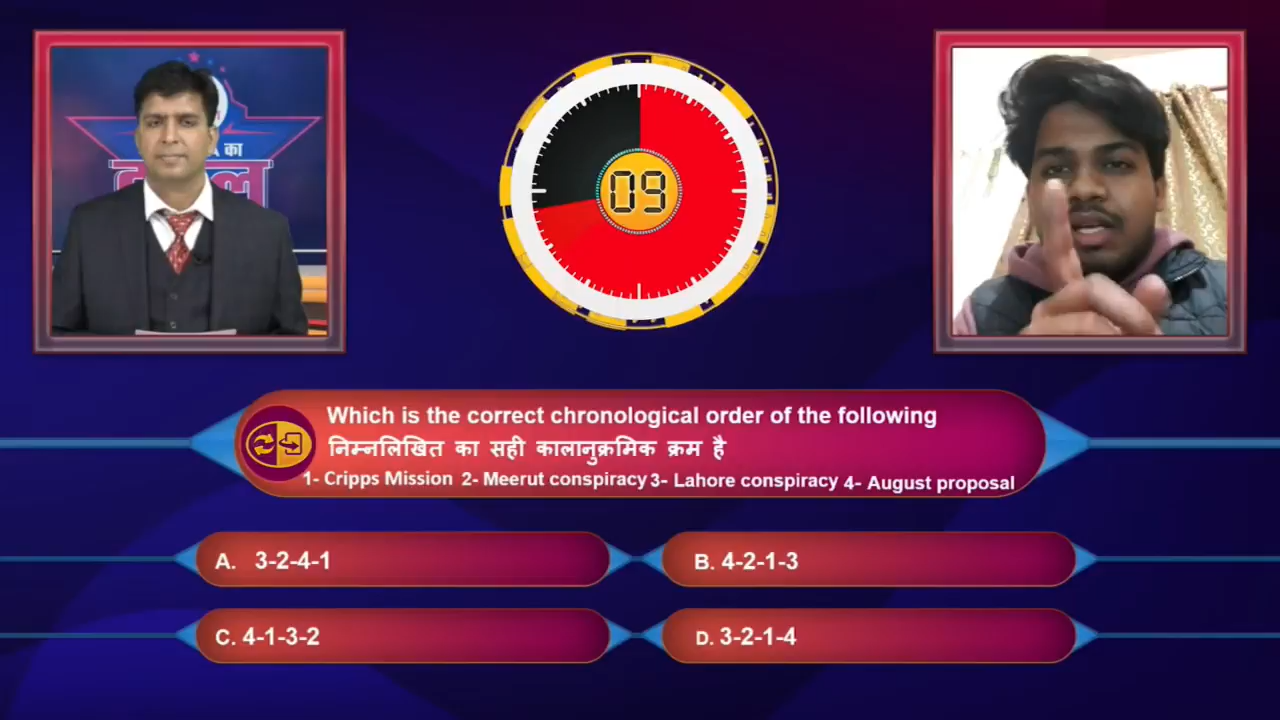 का
09
Which is the correct chronological order of the following
निम्नलिखित का सही कालानुक्रमिक क्रम है
1- Cripps Mission 2- Meerut conspiracy 3- Lahore conspiracy 4- August proposal
A. 3-2-4-1
B. 4-2-1-3
C. 4-1-3-2
D. 3-2-1-4